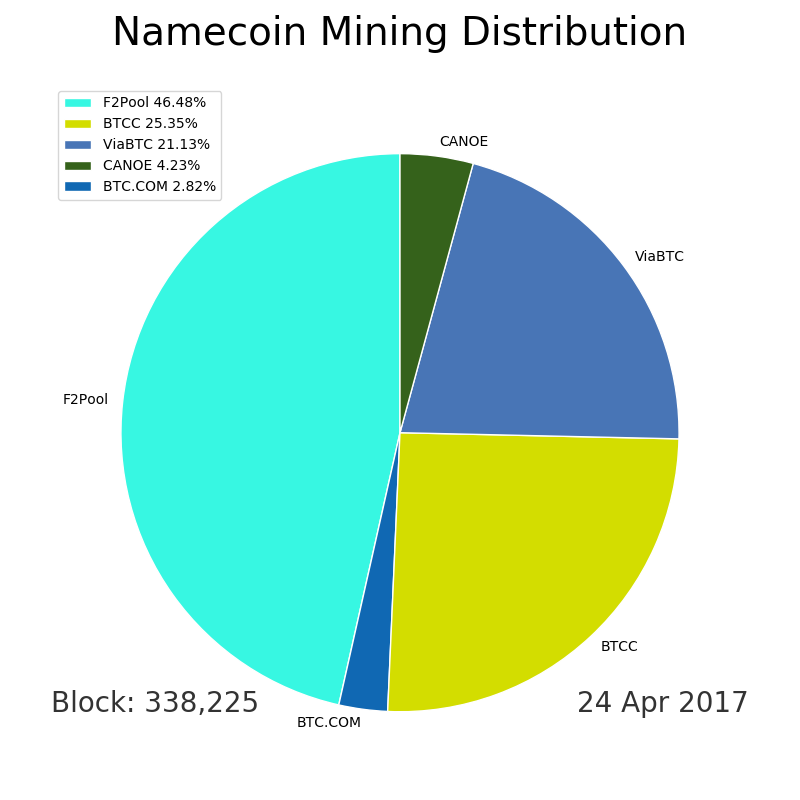 Namecoin Mining Distribution
F2Pool 46.48%
BTCC 25.35%
ViaBTC 21.13%
CANOE 4.23%
BTC.COM 2.82%
CANOE
ViaBTC
F2Pool
BTCC
BTC.COM
Block: 338,225
24 Apr 2017